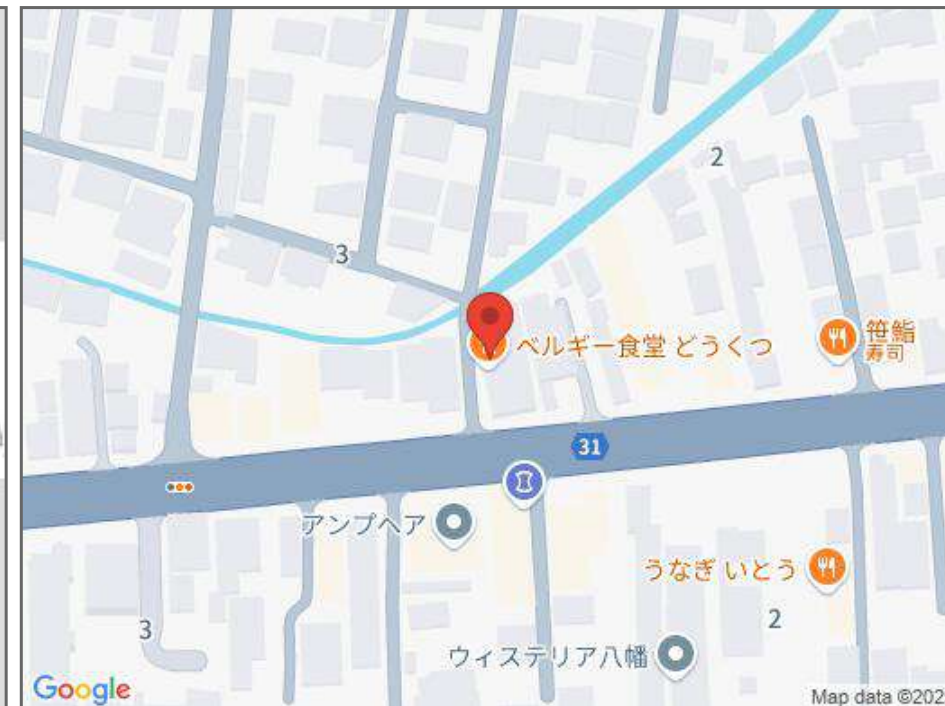 2
3
ベルギー食堂 どうくつ
笹鮨
寿司
31
アンプヘア
うなぎ いとう
2
3
ウィステリア八幡
Google
Map data ©202